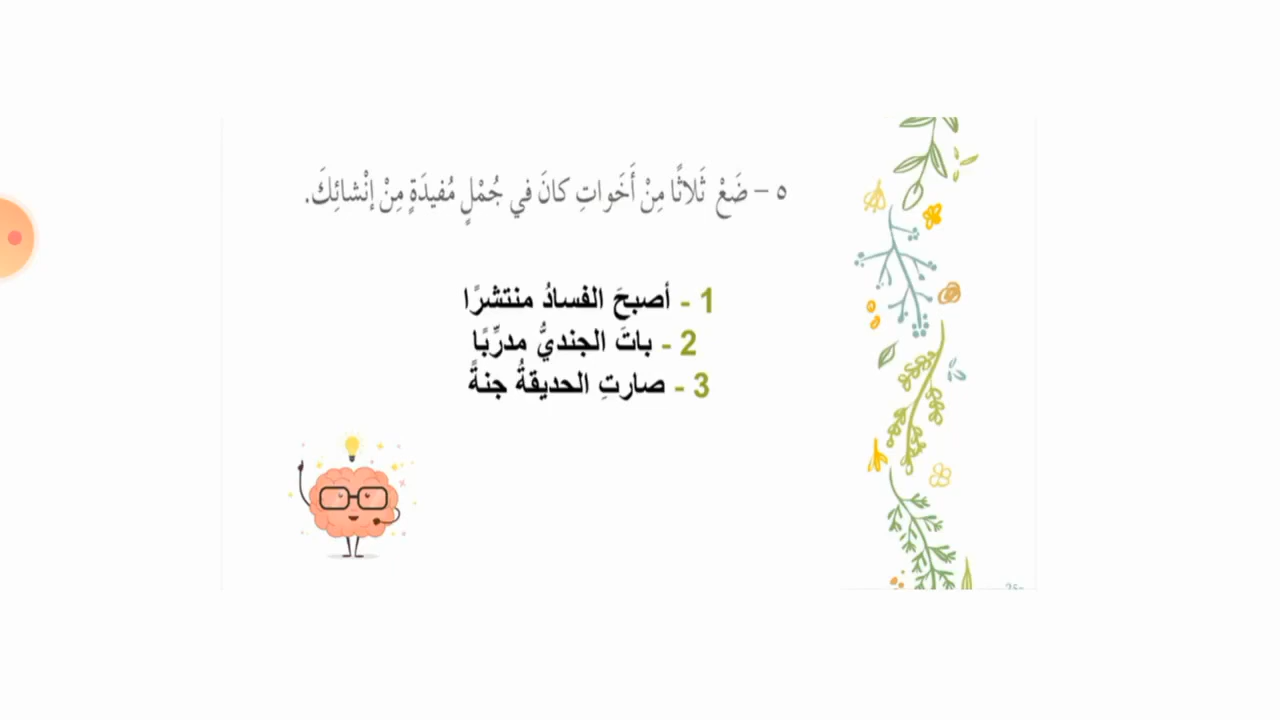 ٥ – ضَعْ ثَلاثًا مِنْ أَخَواتِ كانَ في جُمْلٍ مُفيدَةٍ مِنْ إنْشائِكَ.
1 - أصبحَ الفسادُ منتشرًا
2 - باتَ الجنديُّ مدرِّبًا
3 - صارتِ الحديقةُ جنةً